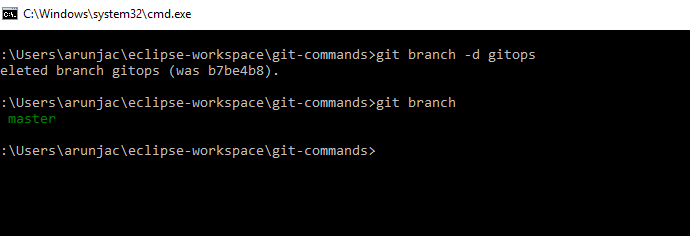 C:\Windows\system32\cmd.exe
:\Users\arunjac\eclipse-workspace\git-commands>git branch -d gitops
eleted branch gitops (was b7be4b8).
:\Users\arunjac\eclipse-workspace\git-commands>git branch
master
:\Users\arunjac\eclipse-workspace\git-commands>